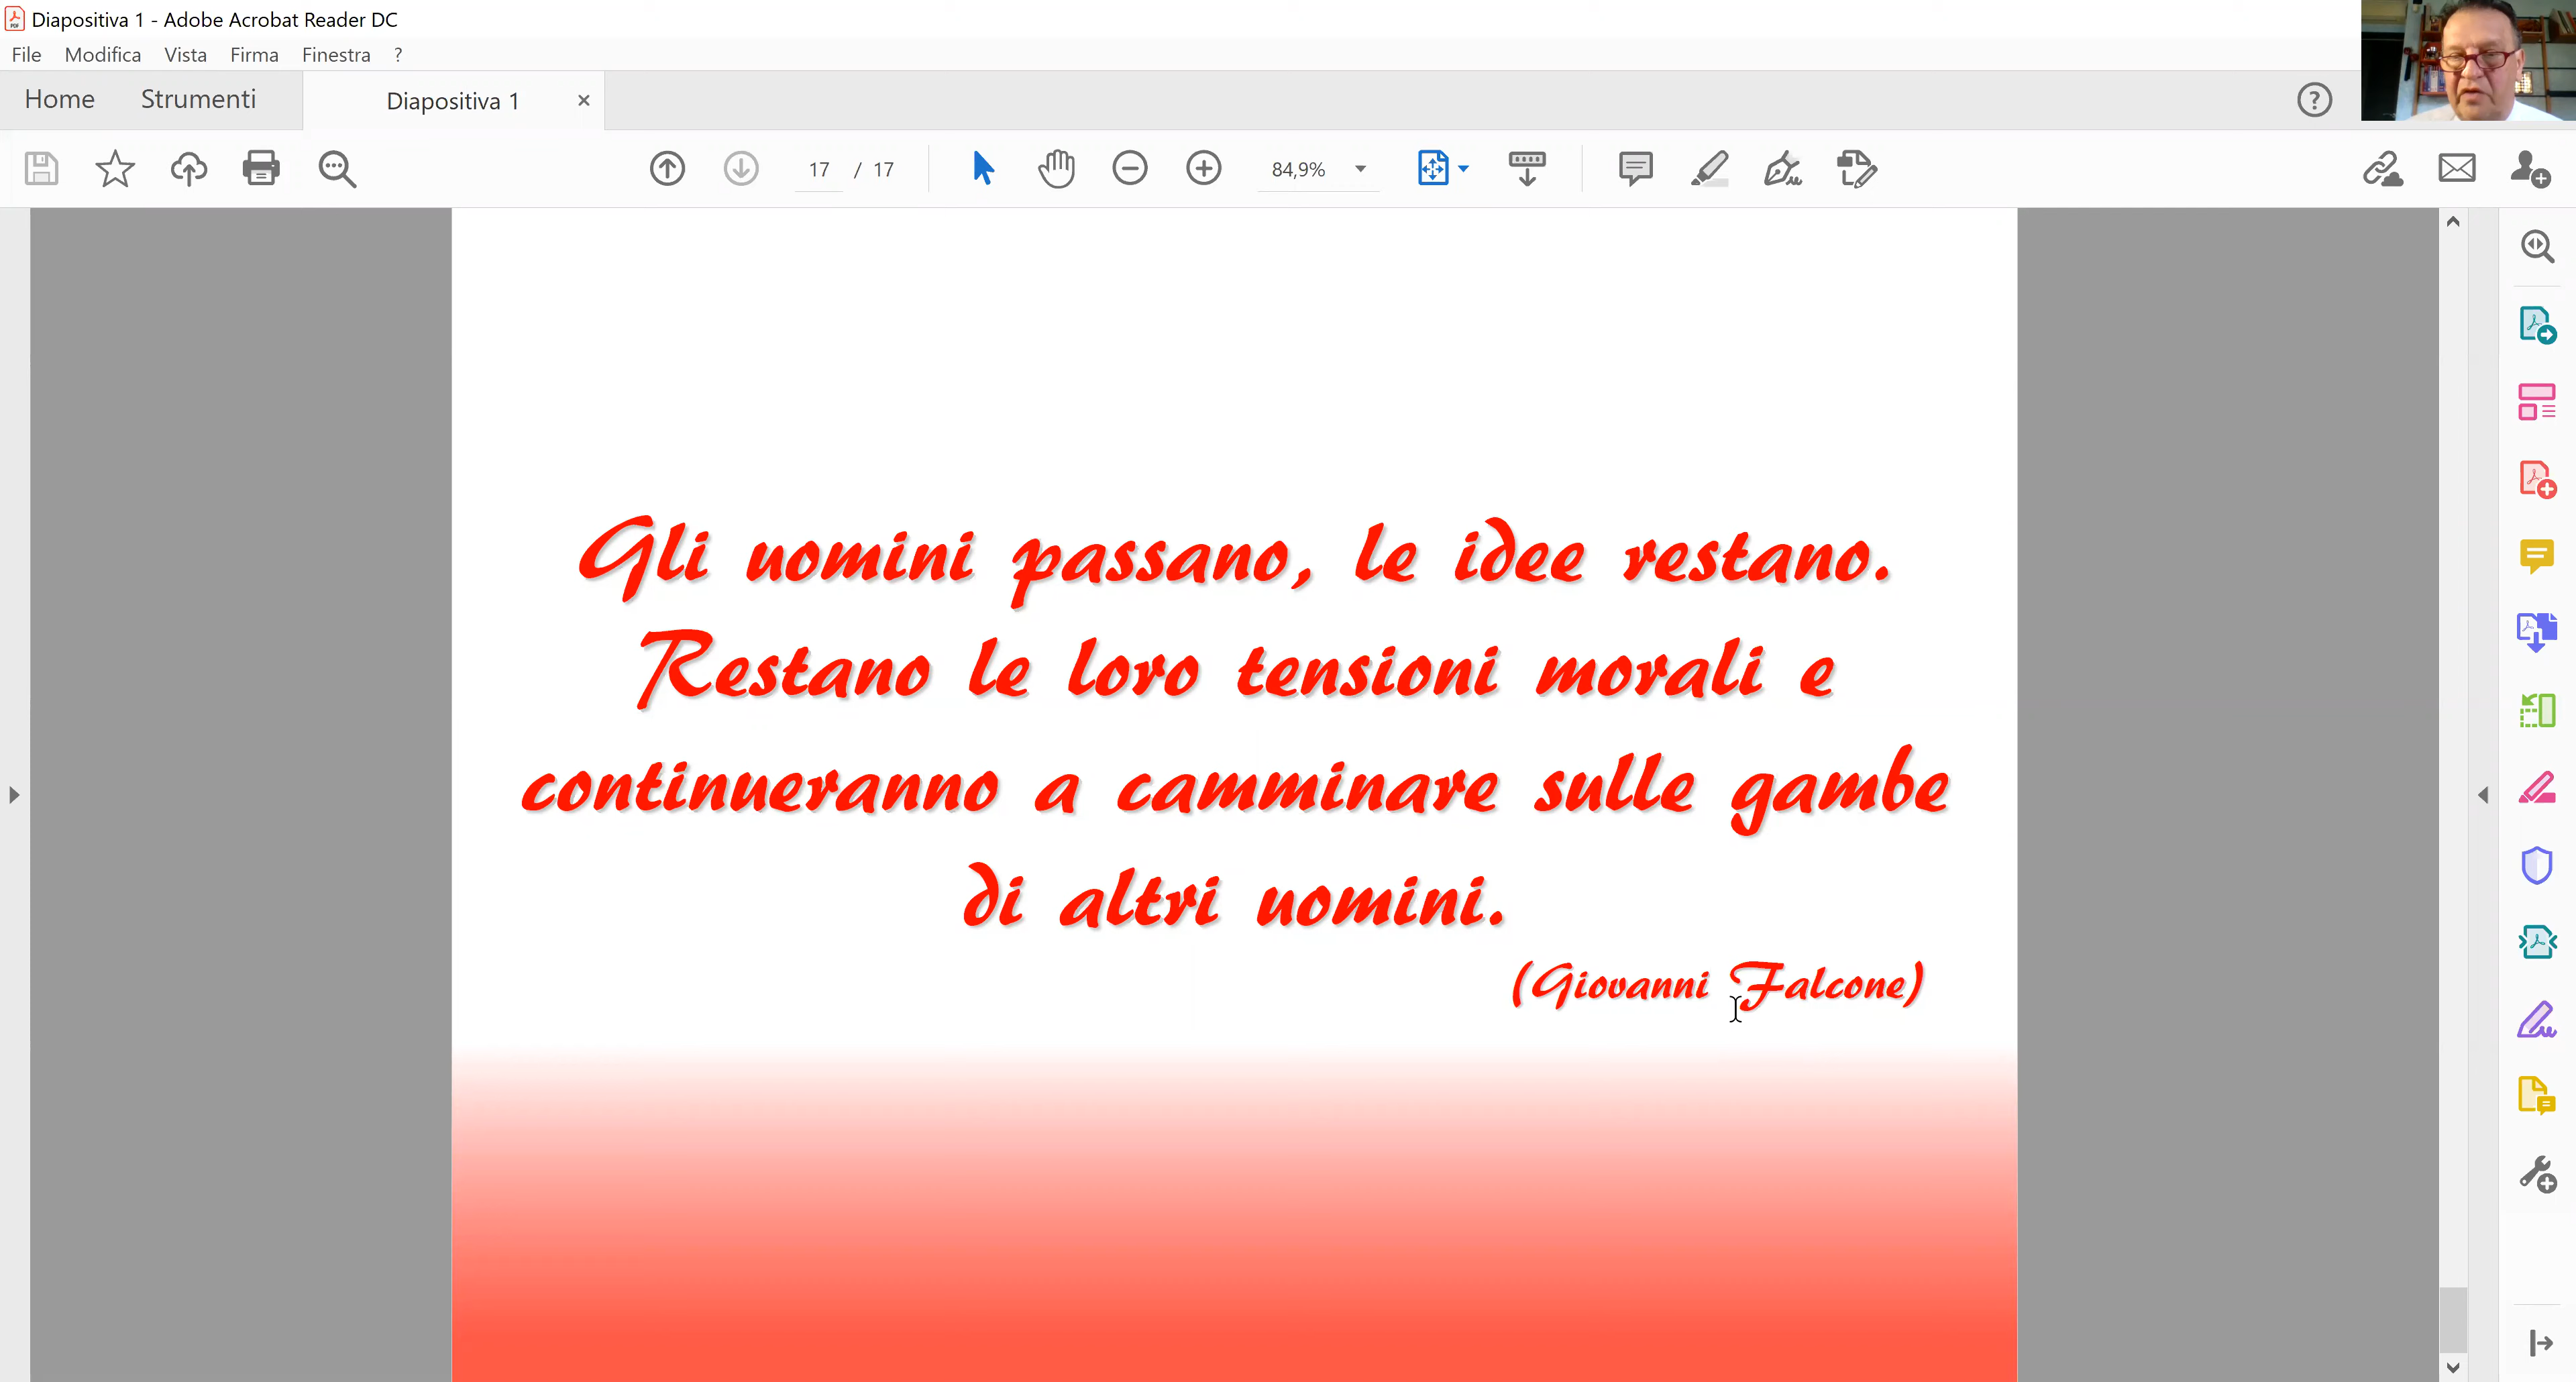 Diapositiva 1 - Adobe Acrobat Reader DC
File Modifica Vista Firma Finestra ?
Home Strumenti Diapositiva 1
17 / 17 84,9%
Gli uomini passano, le idee restano.
Restano le loro tensioni morali e
continueranno a camminare sulle gambe
di altri uomini.
(Giovanni Falcone)